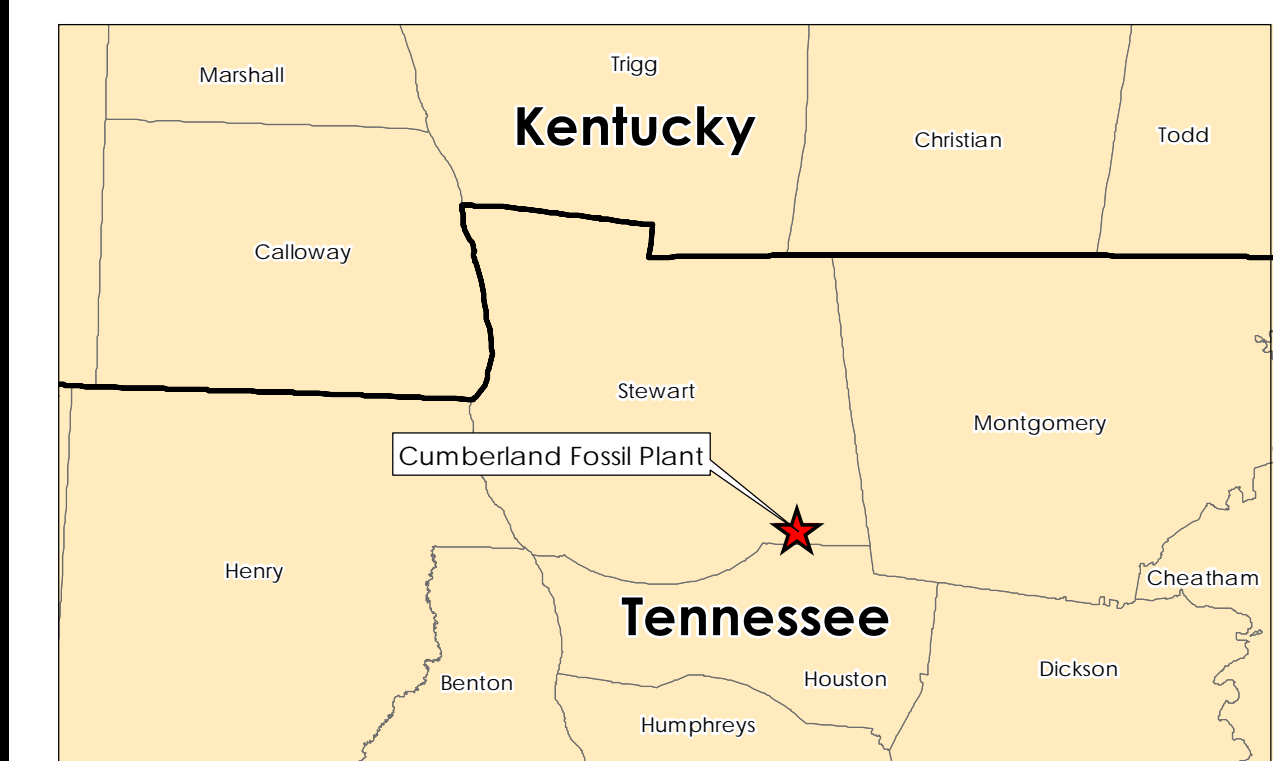 Marshall
Trigg
Kentucky
Christian
Todd
Calloway
Stewart
Montgomery
Cumberland Fossil Plant
Henry
Cheatham
Tennessee
Benton
Houston
Dickson
Humphreys